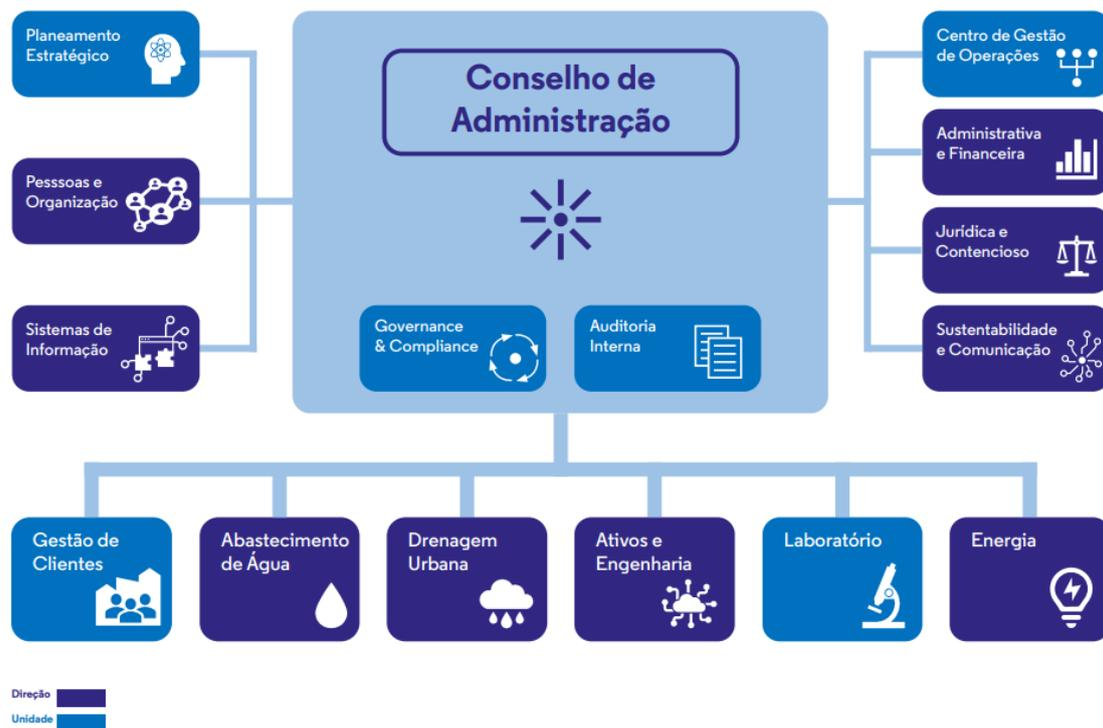 Planeamento
Estratégico
Conselho de
Administração
Centro de Gestão
de Operações
Administrativa
e Financeira
Pesssoas e
Organização
Jurídica e
Contencioso
Sistemas de
Informação
Governance
& Compliance
Auditoria
Interna
Sustentabilidade
e Comunicação
Gestão de
Clientes
Abastecimento
de Água
Drenagem
Urbana
Ativos e
Engenharia
Laboratório
Energia
Direção
Unidade